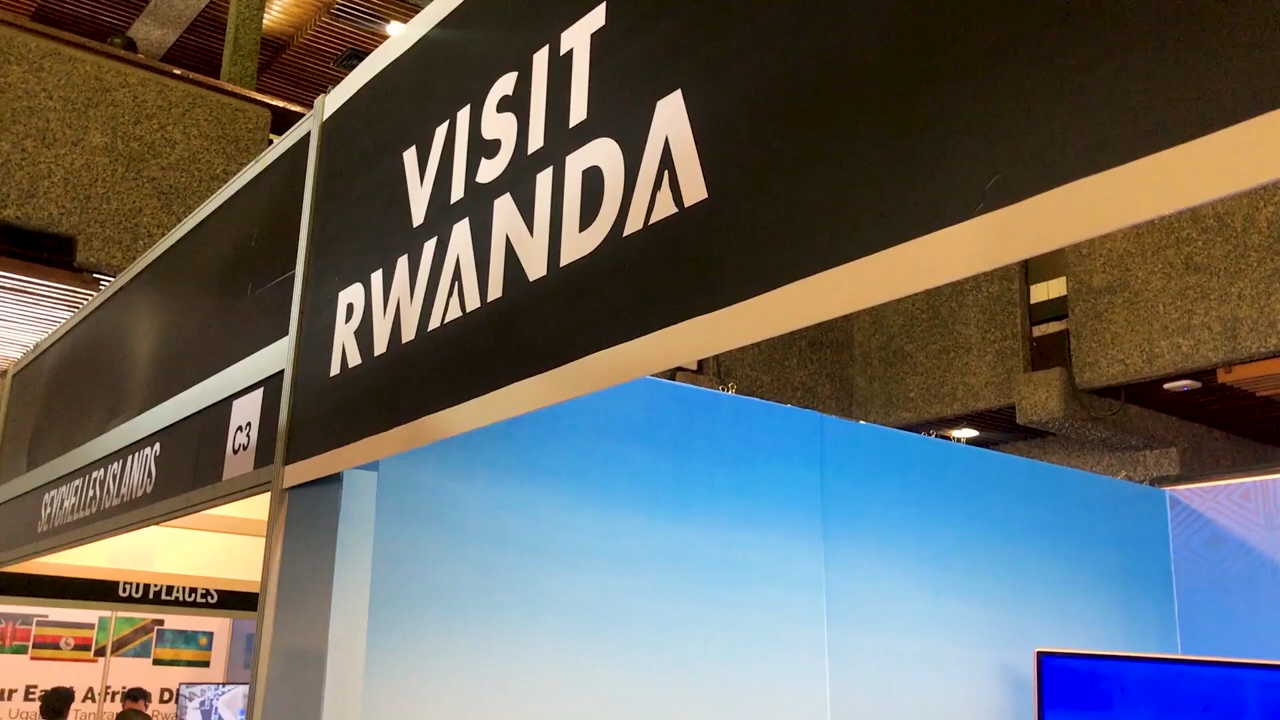 VISIT
RWANDA
C3
SEYCHELLES ISLANDS
GO PLACES